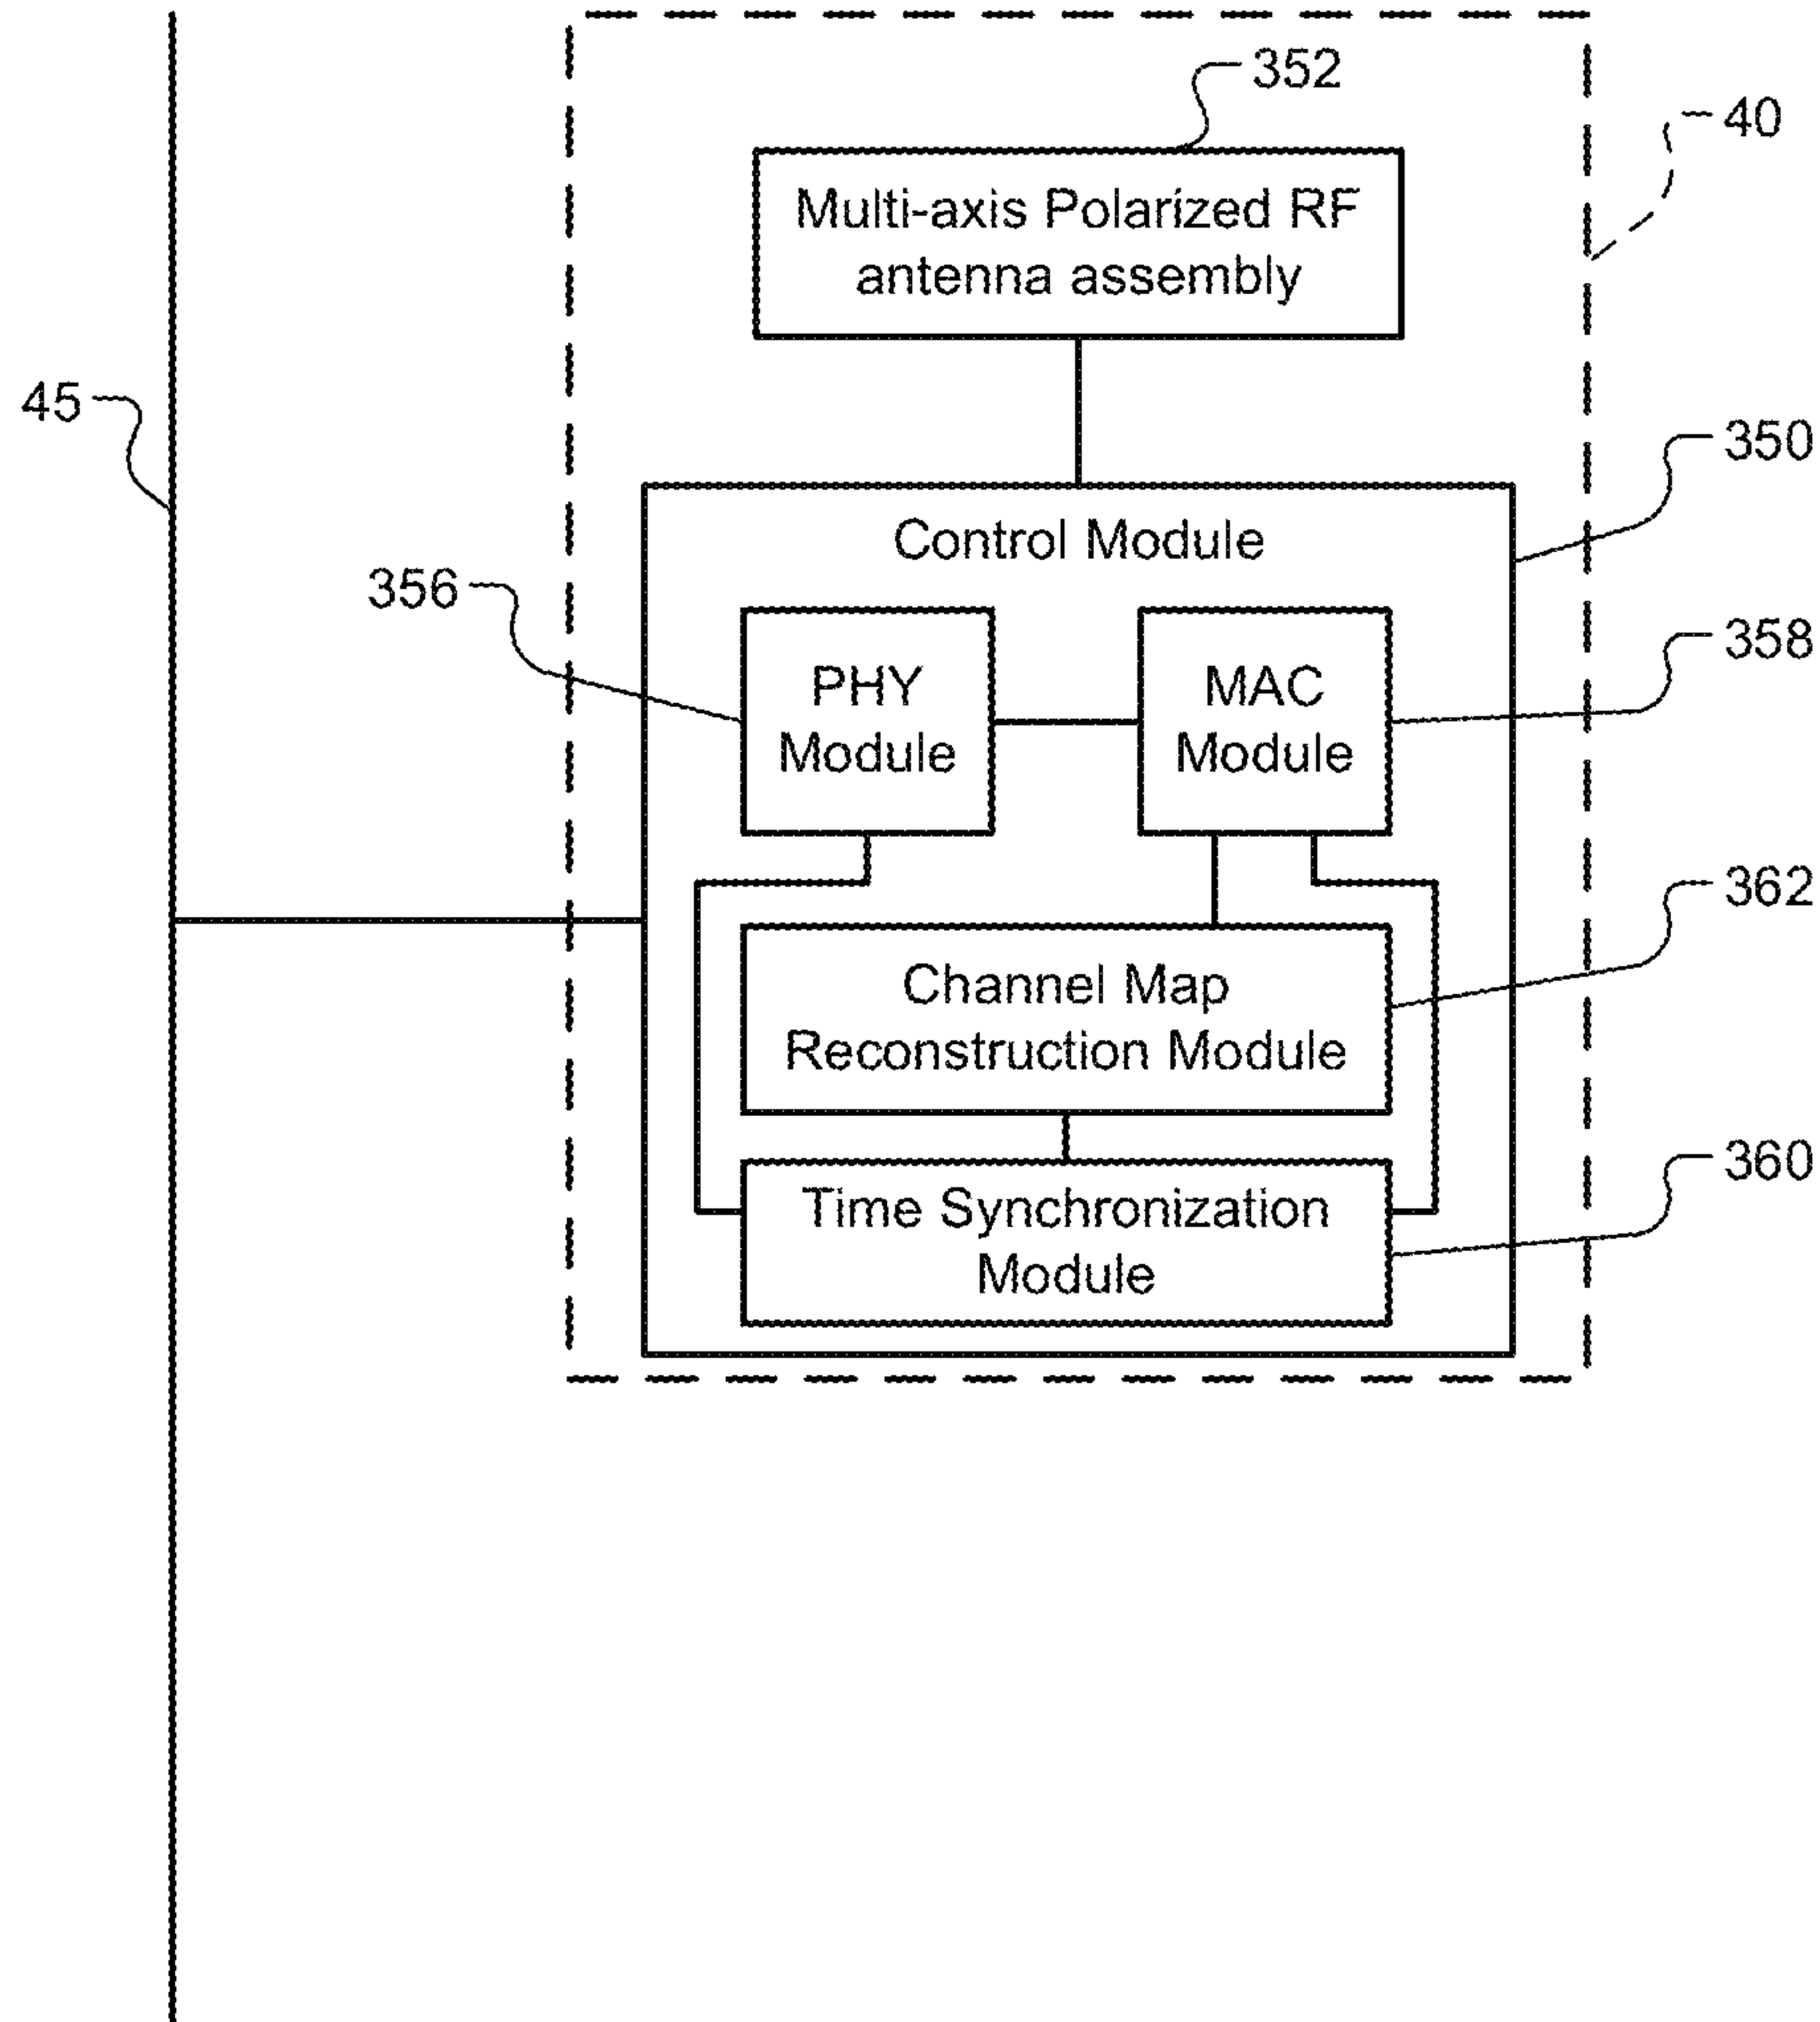 352
40
Multi-axis Polarized RF
antenna assembly
45
350
Control Module
356
358
PHY
Module
MAC
Module
362
Channel Map
Reconstruction Module
360
Time Synchronization
Module